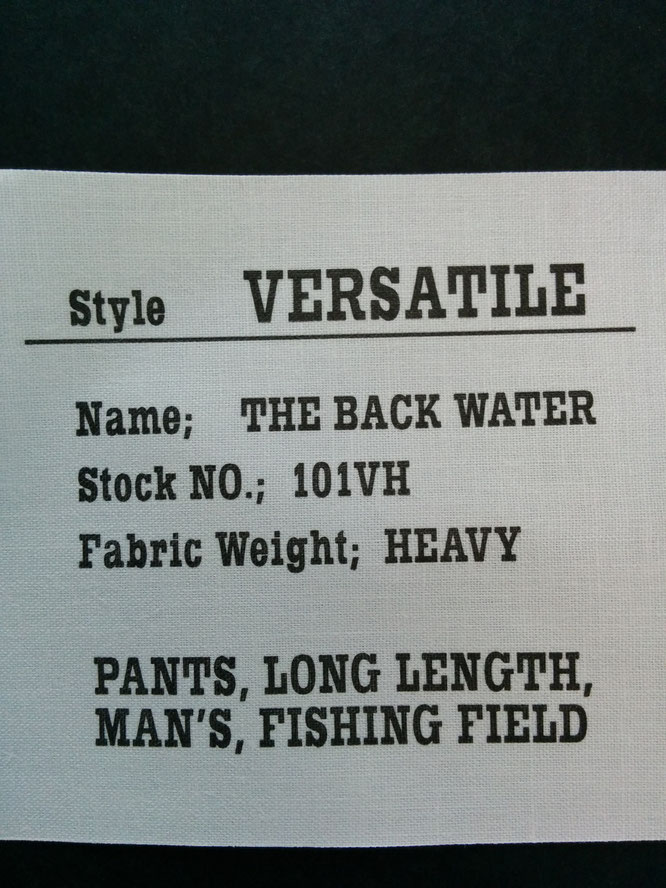 Style VERSATILE
Name; THE BACK WATER
Stock NO.; 101VH
Fabric Weight; HEAVY
PANTS, LONG LENGTH,
MAN'S, FISHING FIELD